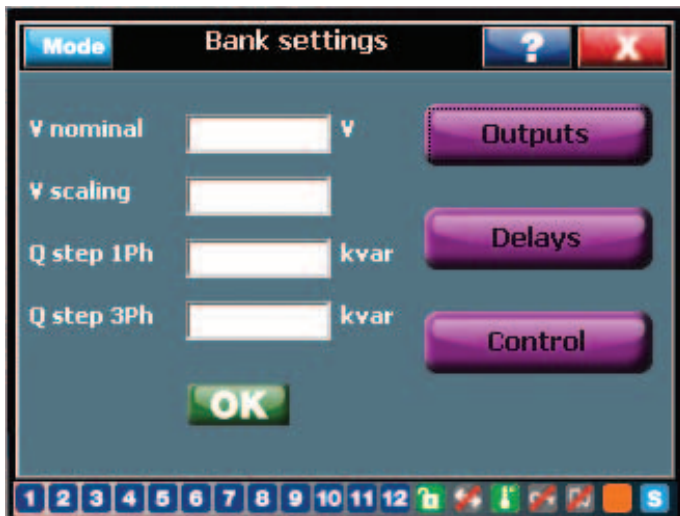 Mode Bank settings ? X
V nominal V Outputs
V scaling
Q step 1Ph kvar Delays
Q step 3Ph kvar Control
OK
1 2 3 4 5 6 7 8 9 10 11 12 S